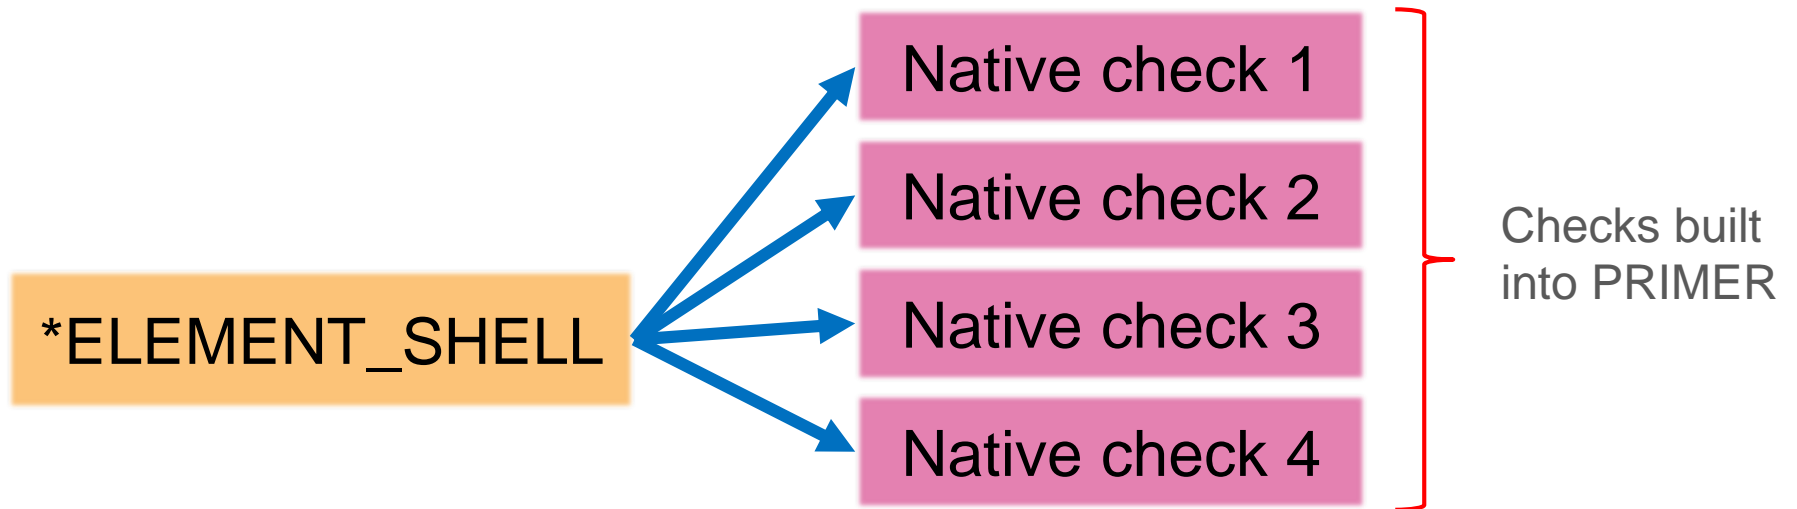 Native check 1
Native check 2
Checks built
into PRIMER
*ELEMENT_SHELL
Native check 3
Native check 4